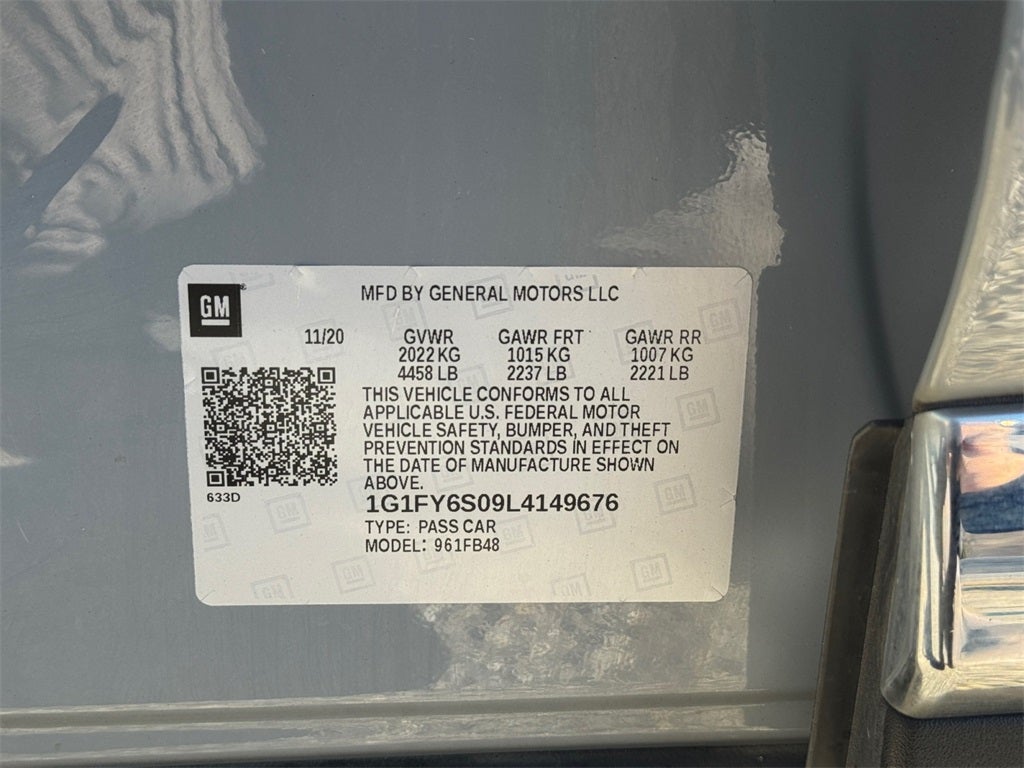 GM
MFD BY GENERAL MOTORS LLC
11/20 GVWR GAWR FRT GAWR RR
2022 KG 1015 KG 1007 KG
4458 LB 2237 LB 2221 LB
THIS VEHICLE CONFORMS TO ALL
APPLICABLE U.S. FEDERAL MOTOR
VEHICLE SAFETY, BUMPER, AND THEFT
PREVENTION STANDARDS IN EFFECT ON
THE DATE OF MANUFACTURE SHOWN
ABOVE.
633D
1G1FY6S09L4149676
TYPE: PASS CAR
MODEL: 961FB48